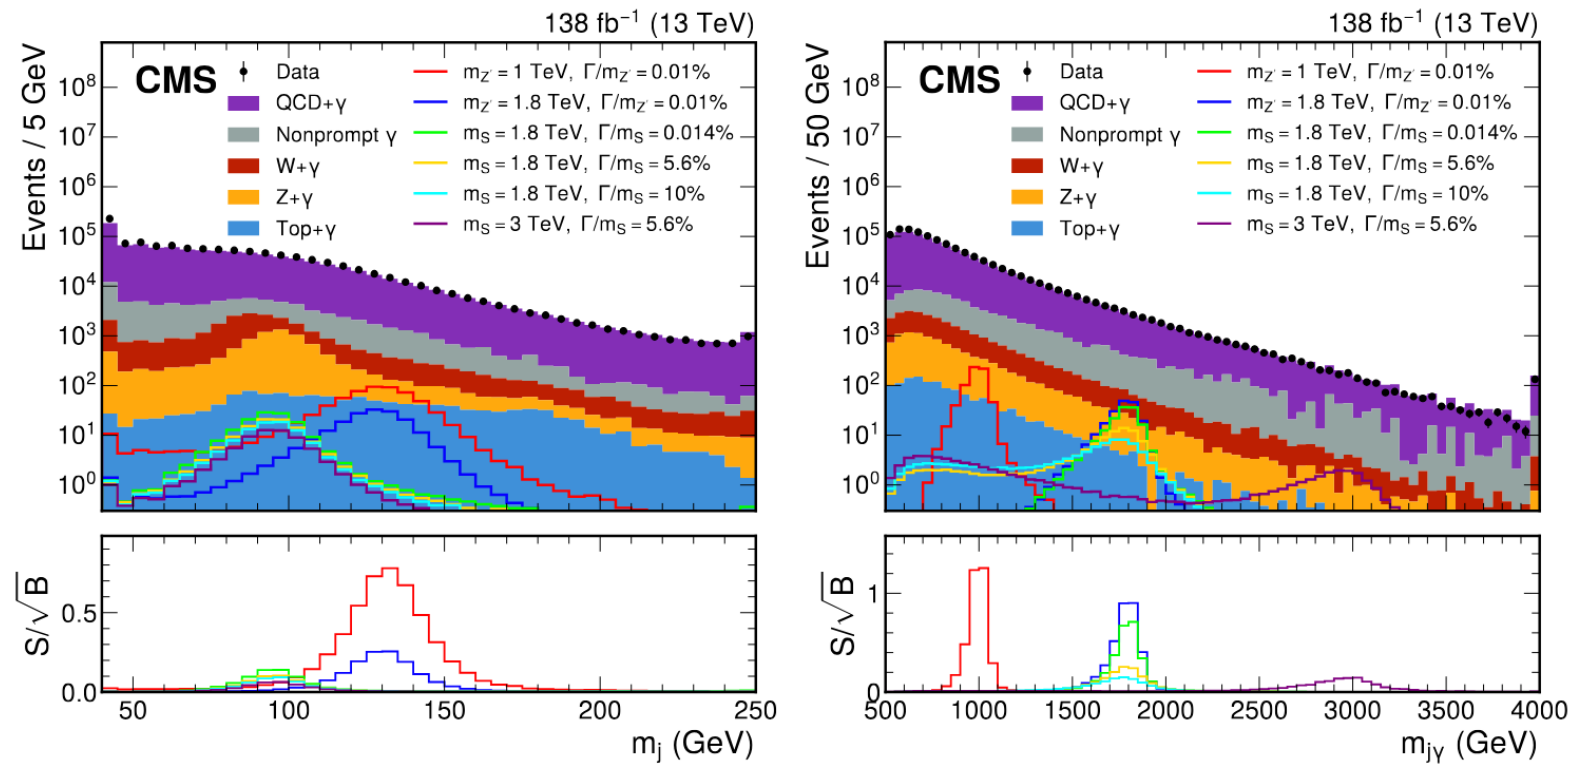 138 fb⁻¹ (13 TeV)
CMS
Data
QCD+γ
Nonprompt γ
W+γ
Z+γ
Top+γ
m_Z' = 1 TeV, Γ/m_Z' = 0.01%
m_Z' = 1.8 TeV, Γ/m_Z' = 0.01%
m_S = 1.8 TeV, Γ/m_S = 0.014%
m_S = 1.8 TeV, Γ/m_S = 5.6%
m_S = 1.8 TeV, Γ/m_S = 10%
m_S = 3 TeV, Γ/m_S = 5.6%
Events / 5 GeV
10⁸
10⁷
10⁶
10⁵
10⁴
10³
10²
10¹
10⁰
S/√B
0.5
0.0
50 100 150 200 250
m_j (GeV)
138 fb⁻¹ (13 TeV)
CMS
Data
QCD+γ
Nonprompt γ
W+γ
Z+γ
Top+γ
m_Z' = 1 TeV, Γ/m_Z' = 0.01%
m_Z' = 1.8 TeV, Γ/m_Z' = 0.01%
m_S = 1.8 TeV, Γ/m_S = 0.014%
m_S = 1.8 TeV, Γ/m_S = 5.6%
m_S = 1.8 TeV, Γ/m_S = 10%
m_S = 3 TeV, Γ/m_S = 5.6%
Events / 50 GeV
10⁸
10⁷
10⁶
10⁵
10⁴
10³
10²
10¹
10⁰
S/√B
1
0
500 1000 1500 2000 2500 3000 3500 4000
m_jγ (GeV)